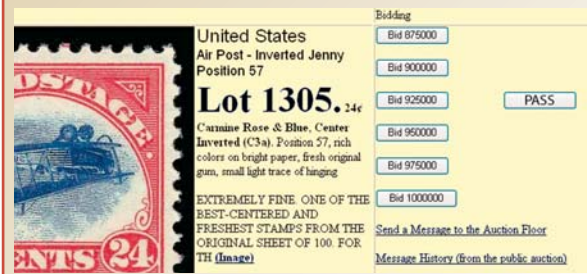 Bidding
United States
Air Post - Inverted Jenny
Position 57
Lot 1305. 24c
Carmine Rose & Blue, Center
Inverted (C3a). Position 57, rich
colors on bright paper, fresh original
gum, small light trace of hinging
EXTREMELY FINE. ONE OF THE
BEST-CENTERED AND
FRESHEST STAMPS FROM THE
ORIGINAL SHEET OF 100. FOR
TH (Image)
Bid 875000
Bid 900000
Bid 925000
PASS
Bid 950000
Bid 975000
Bid 1000000
Send a Message to the Auction Floor
Message History (from the public auction)
OSTAGE
ENTS 24